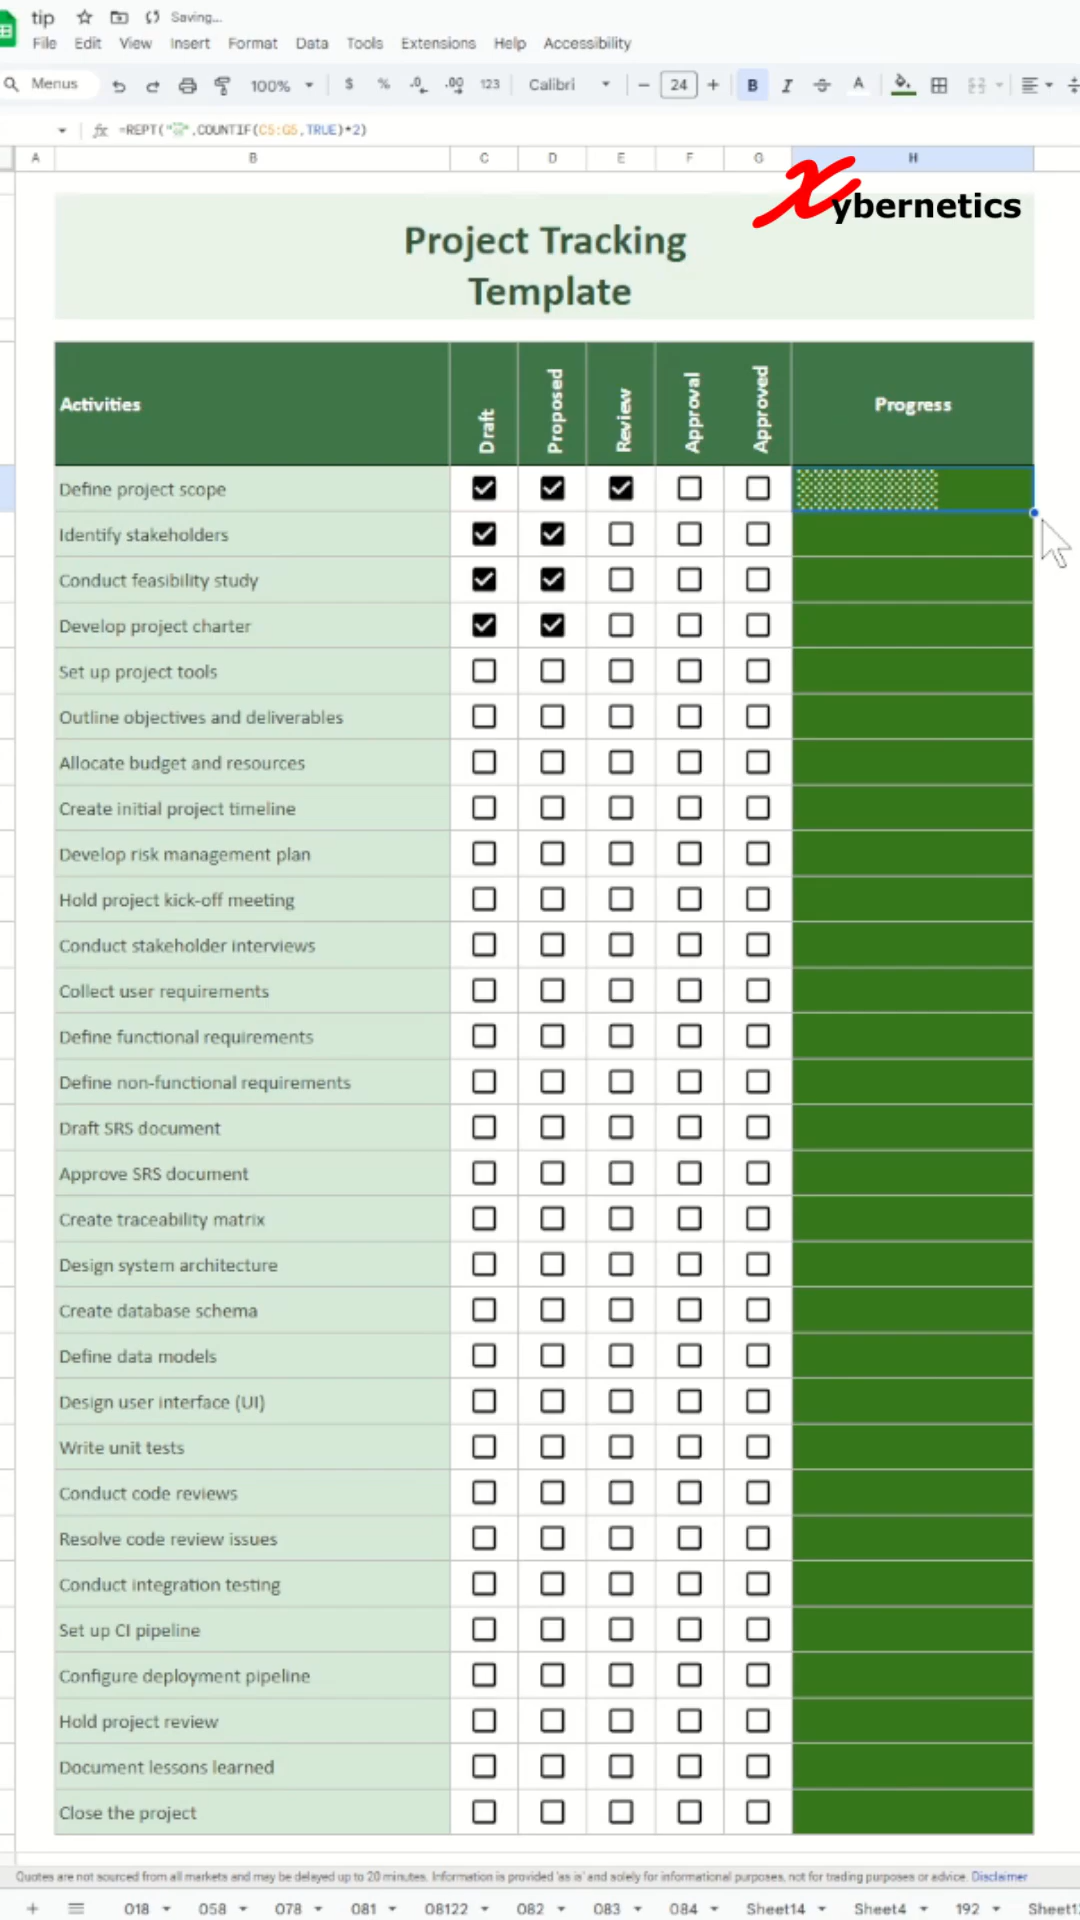 tip Saving...
File Edit View Insert Format Data Tools Extensions Help Accessibility
Menus 100% $ % .0 .00 123 Calibri 24 B I A
fx =REPT("░",COUNTIF(C5:G5,TRUE)*2)
A B C D E F G H
Xybernetics
Project Tracking
Template
Activities Draft Proposed Review Approval Approved Progress
Define project scope
Identify stakeholders
Conduct feasibility study
Develop project charter
Set up project tools
Outline objectives and deliverables
Allocate budget and resources
Create initial project timeline
Develop risk management plan
Hold project kick-off meeting
Conduct stakeholder interviews
Collect user requirements
Define functional requirements
Define non-functional requirements
Draft SRS document
Approve SRS document
Create traceability matrix
Design system architecture
Create database schema
Define data models
Design user interface (UI)
Write unit tests
Conduct code reviews
Resolve code review issues
Conduct integration testing
Set up CI pipeline
Configure deployment pipeline
Hold project review
Document lessons learned
Close the project
Quotes are not sourced from all markets and may be delayed up to 20 minutes. Information is provided 'as is' and solely for informational purposes, not for trading purposes or advice. Disclaimer
018 058 078 081 08122 082 083 084 Sheet14 Sheet4 192